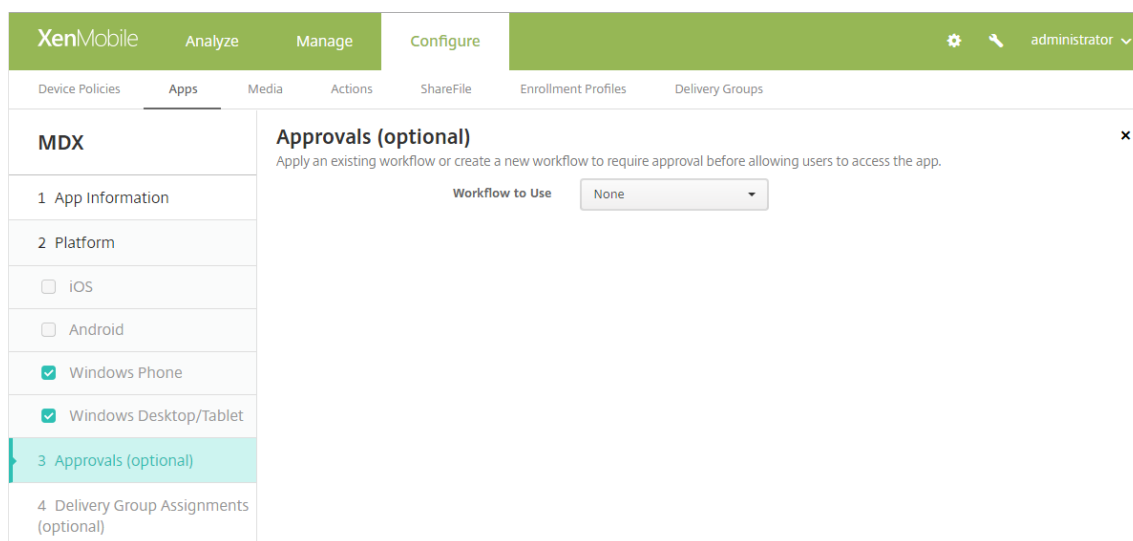 XenMobile Analyze Manage Configure administrator
Device Policies Apps Media Actions ShareFile Enrollment Profiles Delivery Groups
MDX
1 App Information
2 Platform
iOS
Android
Windows Phone
Windows Desktop/Tablet
3 Approvals (optional)
4 Delivery Group Assignments
(optional)
Approvals (optional)
Apply an existing workflow or create a new workflow to require approval before allowing users to access the app.
Workflow to Use None